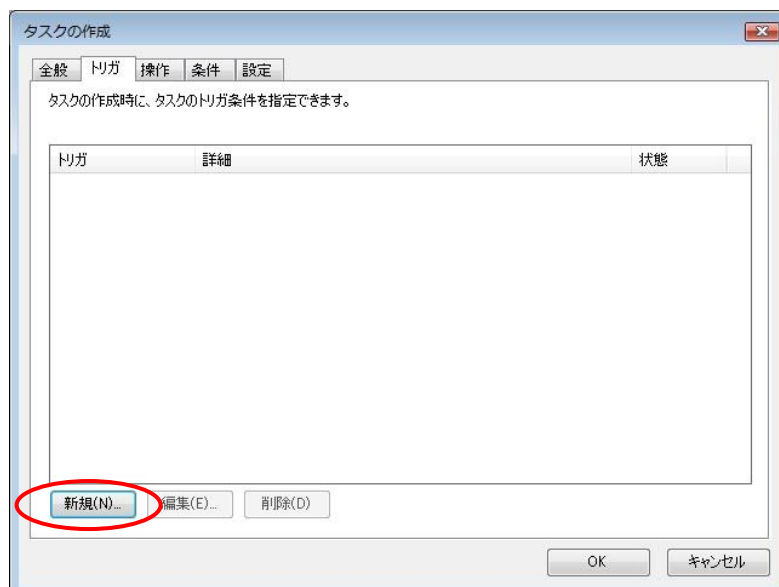 タスクの作成
全般 トリガ 操作 条件 設定
タスクの作成時に、タスクのトリガ条件を指定できます。
トリガ 詳細 状態
新規(N)... 編集(E)... 削除(D)
OK キャンセル